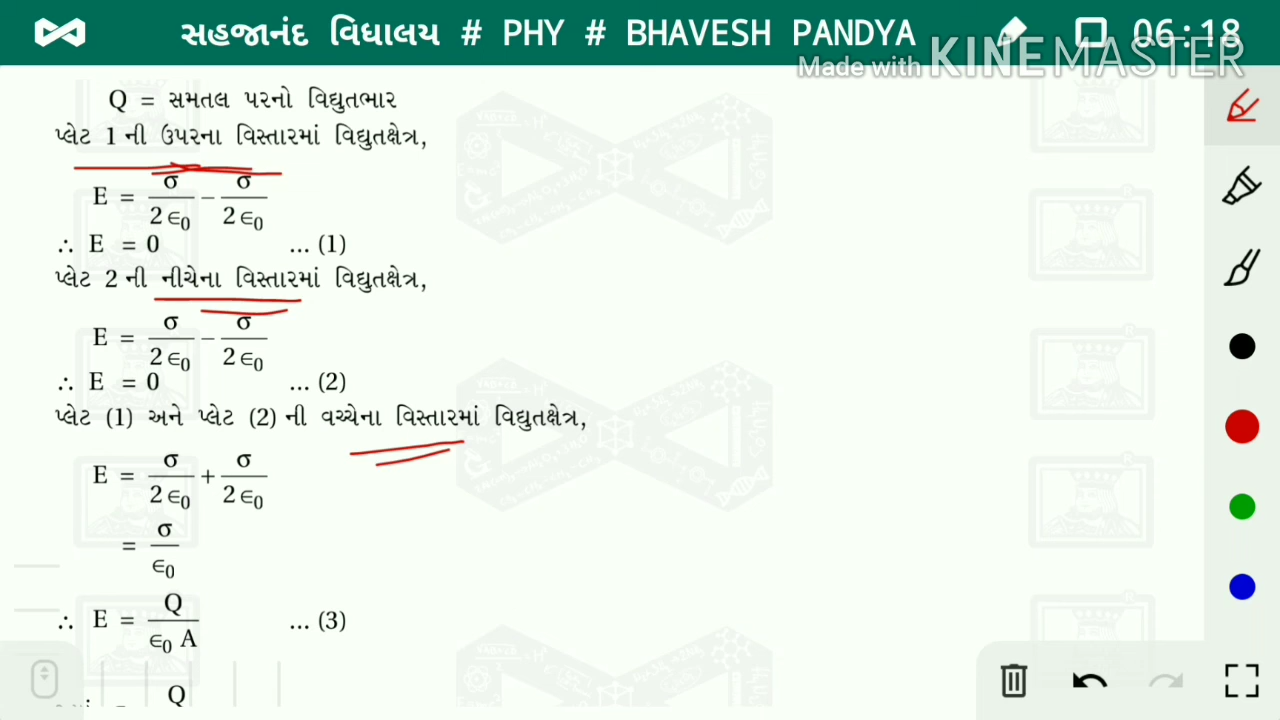 સહજાનંદ વિદ્યાલય # PHY # BHAVESH PANDYA
06:18
Made with KINEMASTER
Q = સમતલ પરનો વિદ્યુતભાર
પ્લેટ 1 ની ઉપરના વિસ્તારમાં વિદ્યુતક્ષેત્ર,
E = σ/2∈₀ – σ/2∈₀
∴ E = 0 ... (1)
પ્લેટ 2 ની નીચેના વિસ્તારમાં વિદ્યુતક્ષેત્ર,
E = σ/2∈₀ – σ/2∈₀
∴ E = 0 ... (2)
પ્લેટ (1) અને પ્લેટ (2) ની વચ્ચેના વિસ્તારમાં વિદ્યુતક્ષેત્ર,
E = σ/2∈₀ + σ/2∈₀
= σ/∈₀
∴ E = Q/∈₀ A ... (3)
Q